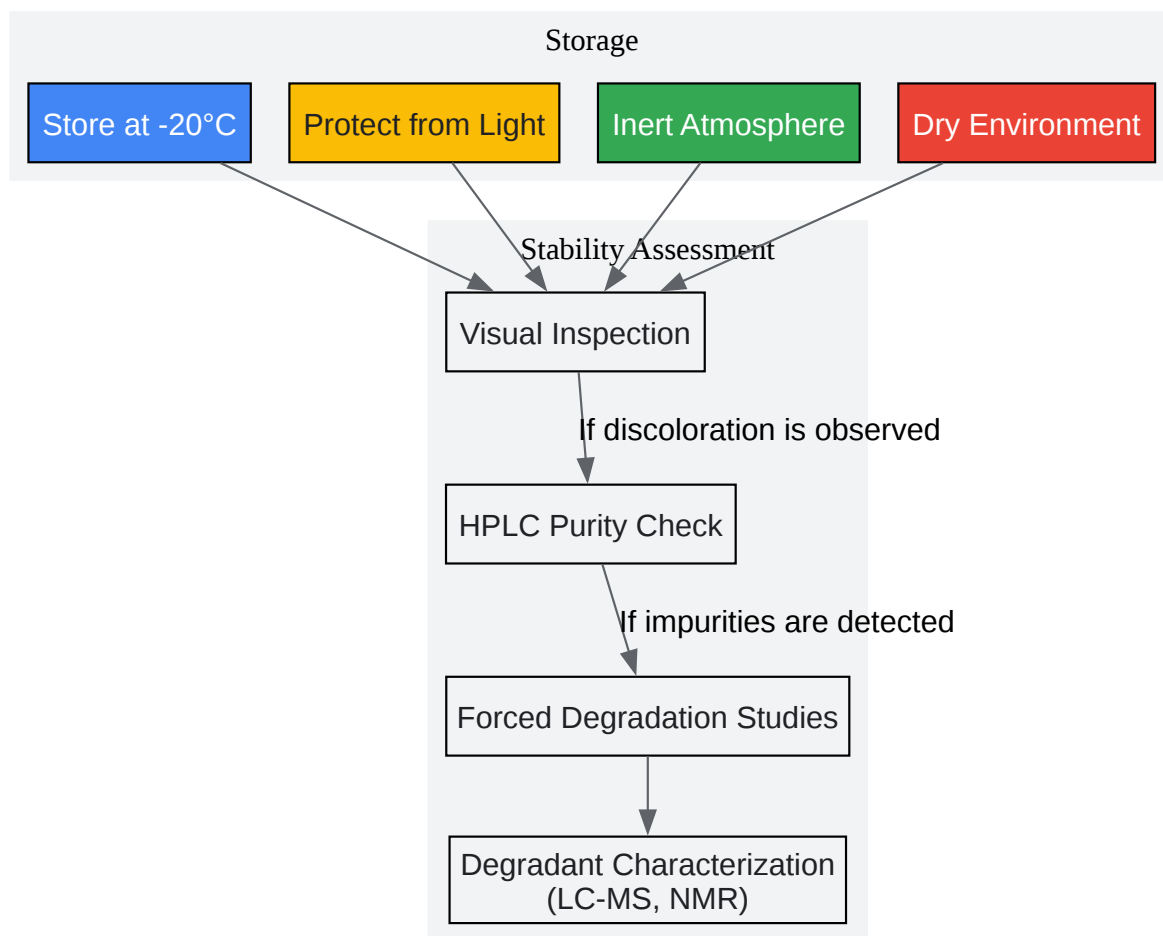 Storage
Store at -20°C
Protect from Light
Inert Atmosphere
Dry Environment
Stability Assessment
Visual Inspection
If discoloration is observed
HPLC Purity Check
If impurities are detected
Forced Degradation Studies
Degradant Characterization
(LC-MS, NMR)